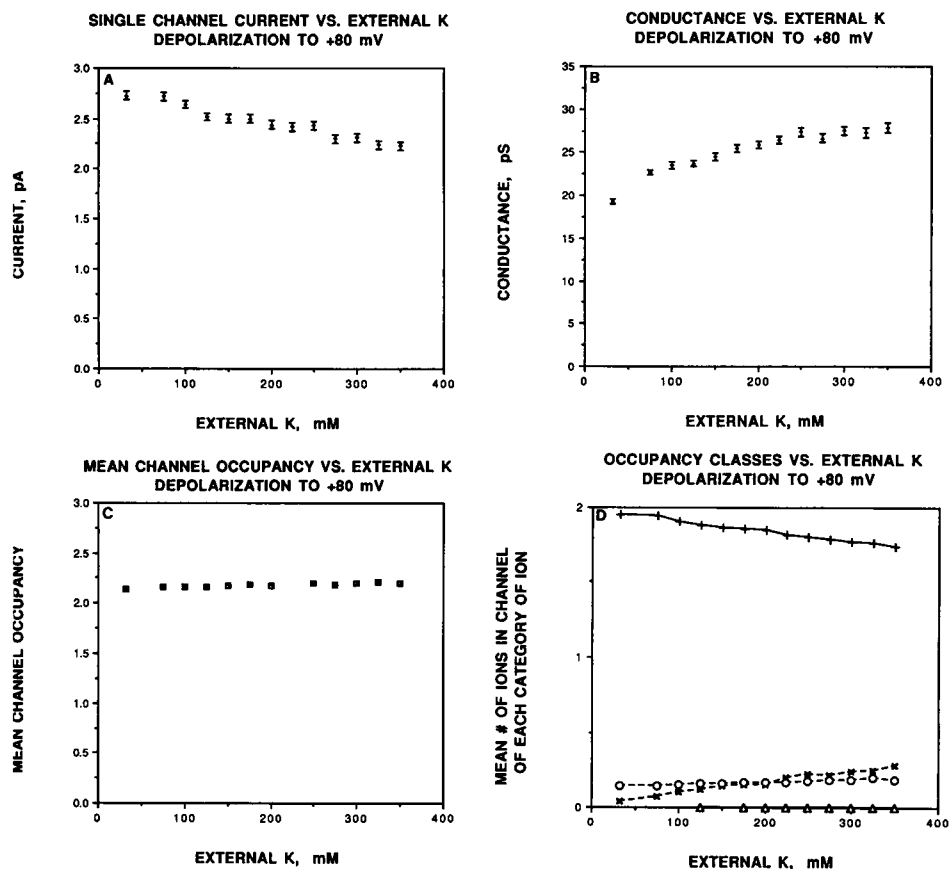 SINGLE CHANNEL CURRENT VS. EXTERNAL K
DEPOLARIZATION TO +80 mV
A
3.0
2.5
2.0
1.5
1.0
0.5
0.0
0
100
200
300
400
CURRENT, pA
EXTERNAL K, mM
CONDUCTANCE VS. EXTERNAL K
DEPOLARIZATION TO +80 mV
B
35
30
25
20
15
10
5
0
0
100
200
300
400
CONDUCTANCE, pS
EXTERNAL K, mM
MEAN CHANNEL OCCUPANCY VS. EXTERNAL K
DEPOLARIZATION TO +80 mV
C
3.0
2.5
2.0
1.5
1.0
0.5
0.0
0
100
200
300
400
MEAN CHANNEL OCCUPANCY
EXTERNAL K, mM
OCCUPANCY CLASSES VS. EXTERNAL K
DEPOLARIZATION TO +80 mV
D
2
1
0
0
100
200
300
400
MEAN # OF IONS IN CHANNEL
OF EACH CATEGORY OF ION
EXTERNAL K, mM